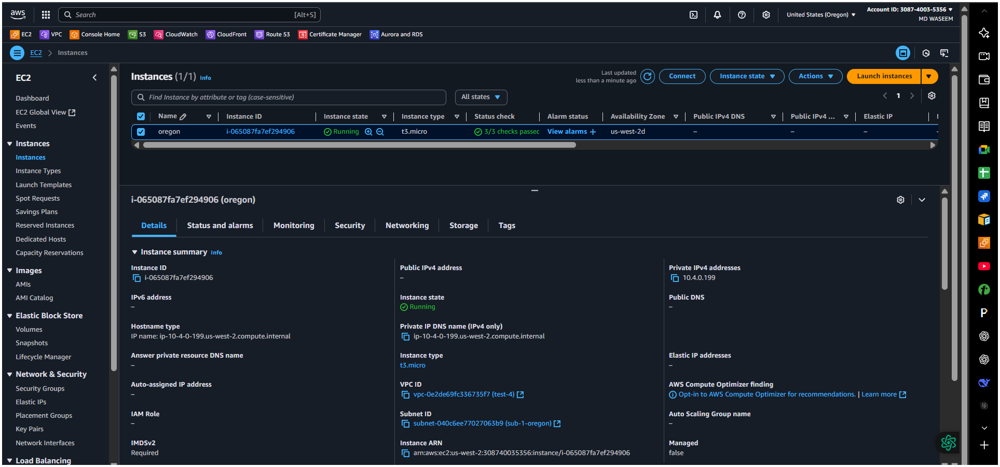 aws
Search [Alt+S]
United States (Oregon)
Account ID: 3087-4003-5356
MD WASEEM
EC2 VPC Console Home S3 CloudWatch CloudFront Route 53 Certificate Manager Aurora and RDS
EC2 Instances
EC2
Dashboard
EC2 Global View
Events
Instances
Instances
Instance Types
Launch Templates
Spot Requests
Savings Plans
Reserved Instances
Dedicated Hosts
Capacity Reservations
Images
AMIs
AMI Catalog
Elastic Block Store
Volumes
Snapshots
Lifecycle Manager
Network & Security
Security Groups
Elastic IPs
Placement Groups
Key Pairs
Network Interfaces
Load Balancing
Instances (1/1) Info
Last updated
less than a minute ago
Connect Instance state Actions Launch instances
Find Instance by attribute or tag (case-sensitive) All states
1
Name Instance ID Instance state Instance type Status check Alarm status Availability Zone Public IPv4 DNS Public IPv4 ... Elastic IP
oregon i-065087fa7ef294906 Running t3.micro 3/3 checks passed View alarms + us-west-2d – – –
i-065087fa7ef294906 (oregon)
Details Status and alarms Monitoring Security Networking Storage Tags
Instance summary Info
Instance ID
i-065087fa7ef294906
Public IPv4 address
–
Private IPv4 addresses
10.4.0.199
IPv6 address
–
Instance state
Running
Public DNS
–
Hostname type
IP name: ip-10-4-0-199.us-west-2.compute.internal
Private IP DNS name (IPv4 only)
ip-10-4-0-199.us-west-2.compute.internal
Answer private resource DNS name
–
Instance type
t3.micro
Elastic IP addresses
–
Auto-assigned IP address
–
VPC ID
vpc-0e2de69fc336735f7 (test-4)
AWS Compute Optimizer finding
Opt-in to AWS Compute Optimizer for recommendations. | Learn more
IAM Role
–
Subnet ID
subnet-040c6ee77027063b9 (sub-1-oregon)
Auto Scaling Group name
–
IMDSv2
Required
Instance ARN
arn:aws:ec2:us-west-2:308740035356:instance/i-065087fa7ef294906
Managed
false
P